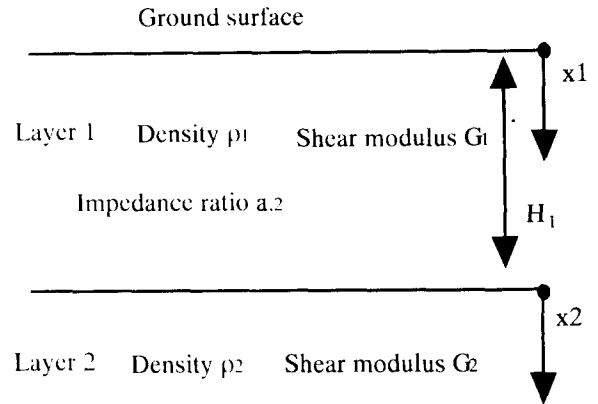 Ground surface
x1
Layer 1 Density ρ1 Shear modulus G1
Impedance ratio a.2
H1
x2
Layer 2 Density ρ2 Shear modulus G2